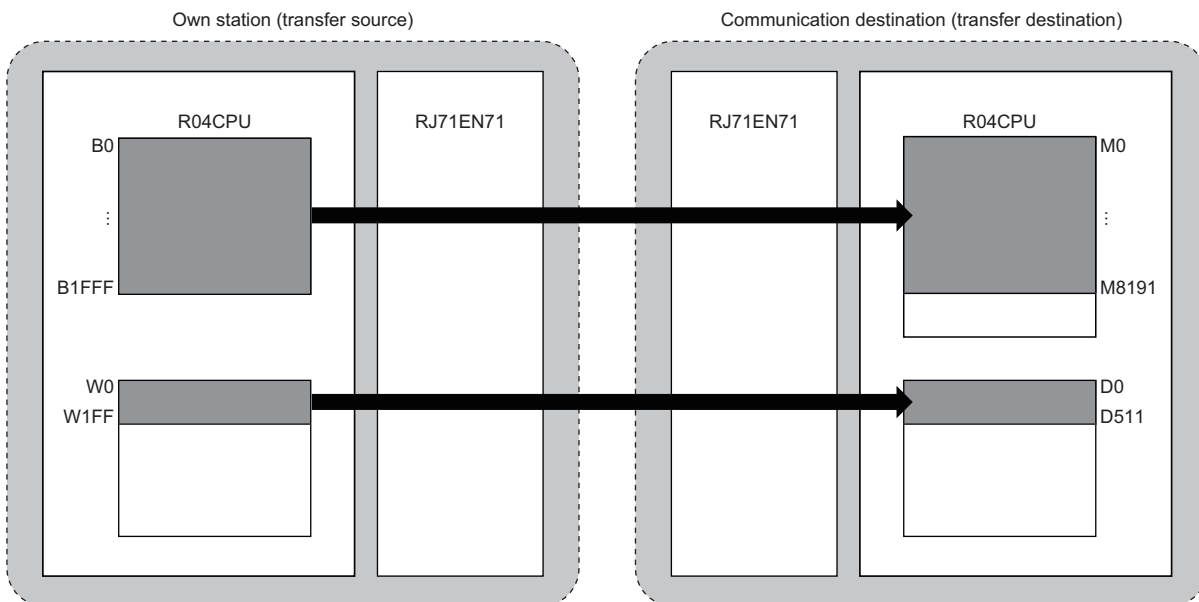 Own station (transfer source)
Communication destination (transfer destination)
R04CPU
RJ71EN71
RJ71EN71
R04CPU
B0
M0
⋮
⋮
B1FFF
M8191
W0
D0
W1FF
D511